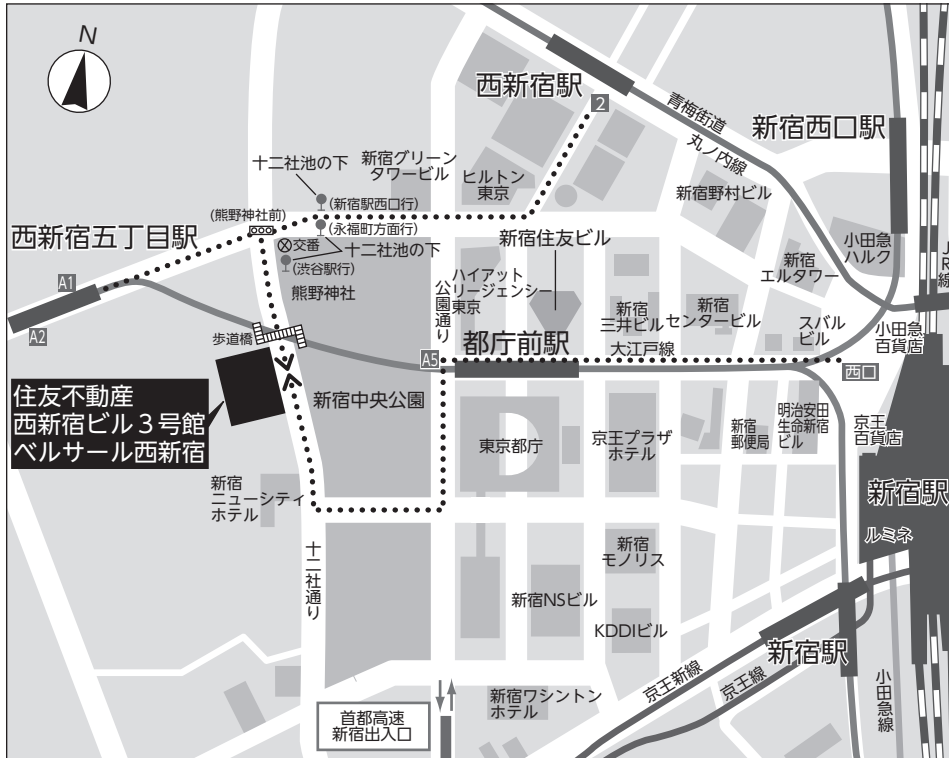 N
西新宿駅
2
青梅街道
丸ノ内線
新宿西口駅
十二社池の下
新宿グリーン
タワービル
ヒルトン
東京
新宿野村ビル
(新宿駅西口行)
(熊野神社前)
(永福町方面行)
西新宿五丁目駅
交番
十二社池の下
新宿住友ビル
小田急
ハルク
(渋谷駅行)
熊野神社
新宿
エルタワー
JR線
A1
A2
公園通り
ハイアット
リージェンシー
東京
新宿
三井ビル
新宿
センタービル
スバル
ビル
小田急
百貨店
歩道橋
都庁前駅
大江戸線
A5
西口
住友不動産
西新宿ビル3号館
ベルサール西新宿
新宿中央公園
東京都庁
京王プラザ
ホテル
新宿
郵便局
明治安田
生命新宿
ビル
京王
百貨店
新宿
ニューシティ
ホテル
新宿駅
ルミネ
十二社通り
新宿
モノリス
新宿NSビル
KDDIビル
新宿駅
京王新線
京王線
小田急線
新宿ワシントン
ホテル
首都高速
新宿出入口